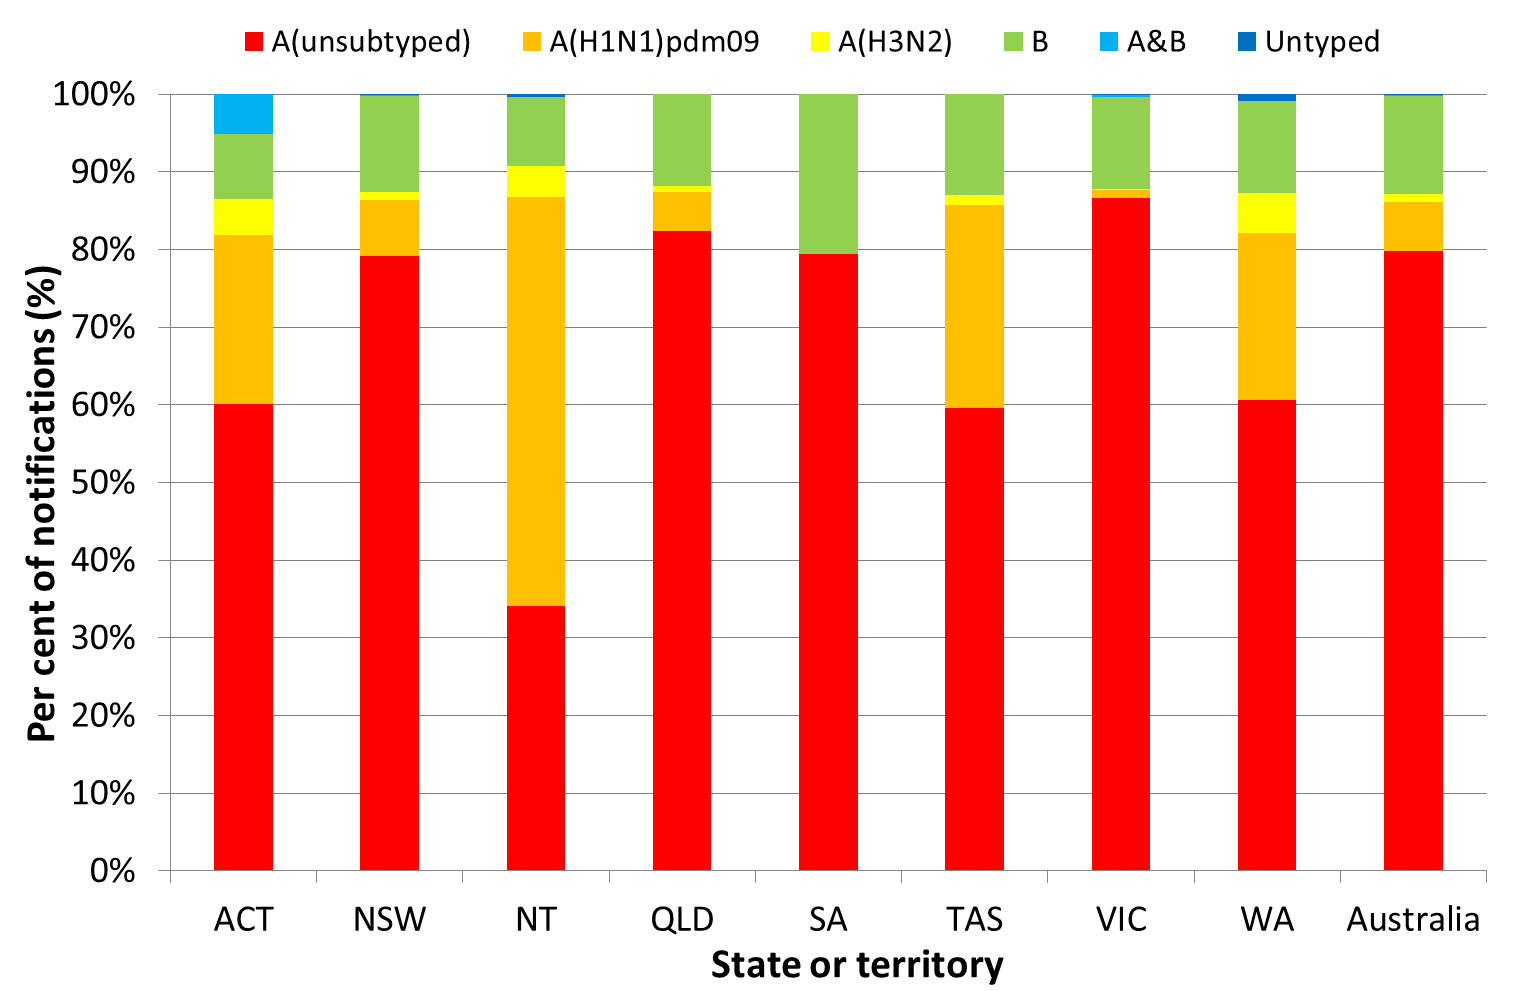 A(unsubtyped) A(H1N1)pdm09 A(H3N2) B A&B Untyped
100%
90%
80%
70%
60%
50%
40%
30%
20%
10%
0%
Per cent of notifications (%)
ACT NSW NT QLD SA TAS VIC WA Australia
State or territory